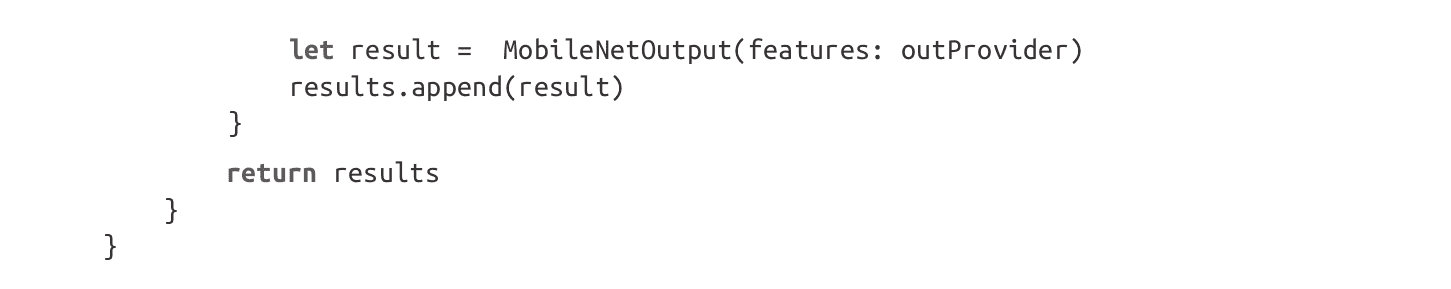 let result =  MobileNetOutput(features: outProvider)
            results.append(result)
        }
        return results
    }
}